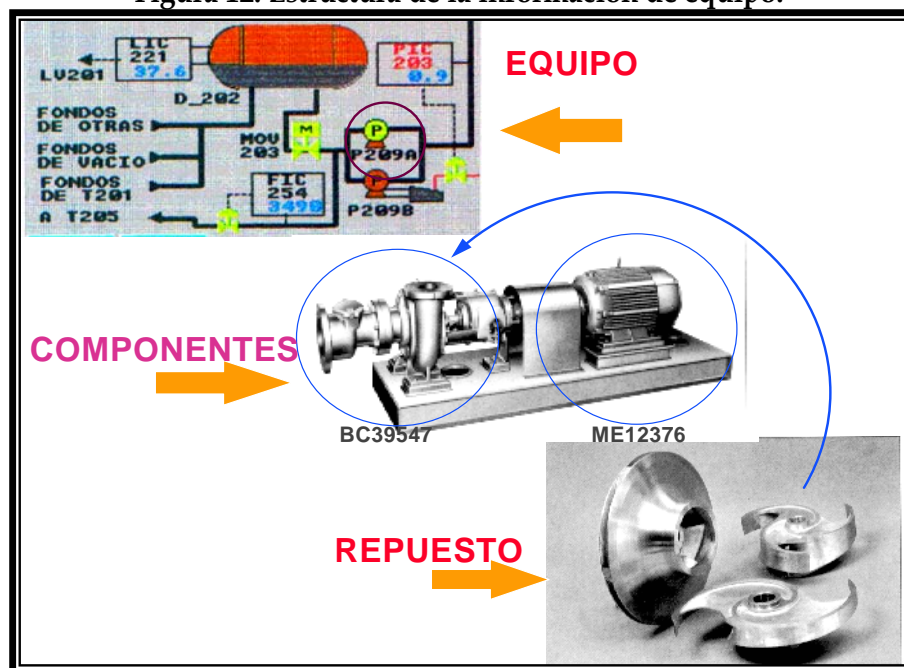 Figura 12. Estructura de la información de equipo.
LIC
221
37.6
LV201
D_202
PIC
203
0.9
EQUIPO
FONDOS
DE OTRAS
FONDOS
DE VACIO
FONDOS
DE T201
A T205
MOV
203
M
P
P209A
P
P209B
FIC
254
3490
COMPONENTES
BC39547
ME12376
REPUESTO